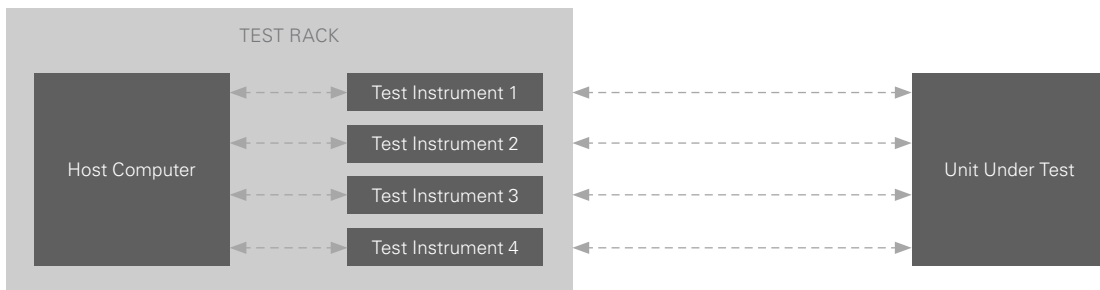 TEST RACK
Host Computer
Test Instrument 1
Test Instrument 2
Test Instrument 3
Test Instrument 4
Unit Under Test